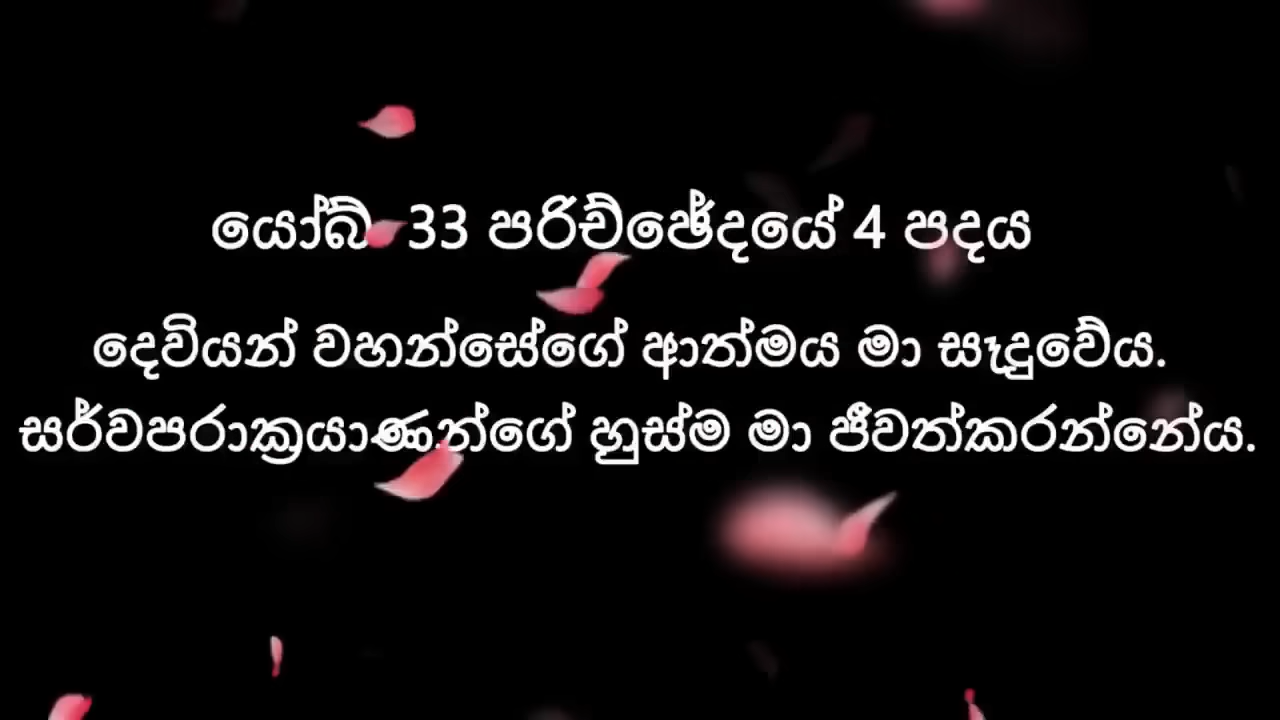 යෝබ් 33 පරිච්ඡේදයේ 4 පදය
දෙවියන් වහන්සේගේ ආත්මය මා සෑදුවේය.
සර්වපරාක්‍රයාණන්ගේ හුස්ම මා ජීවත්කරන්නේය.